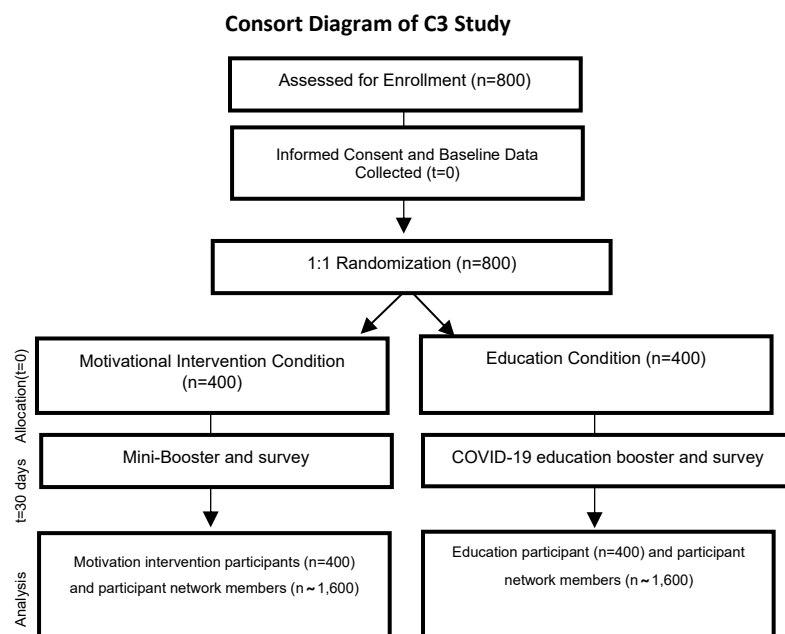 Consort Diagram of C3 Study
Assessed for Enrollment (n=800)
Informed Consent and Baseline Data
Collected (t=0)
1:1 Randomization (n=800)
Allocation(t=0)
Motivational Intervention Condition
(n=400)
Education Condition (n=400)
t=30 days
Mini-Booster and survey
COVID-19 education booster and survey
Analysis
Motivation intervention participants (n=400)
and participant network members (n ~ 1,600)
Education participant (n=400) and participant
network members (n ~ 1,600)